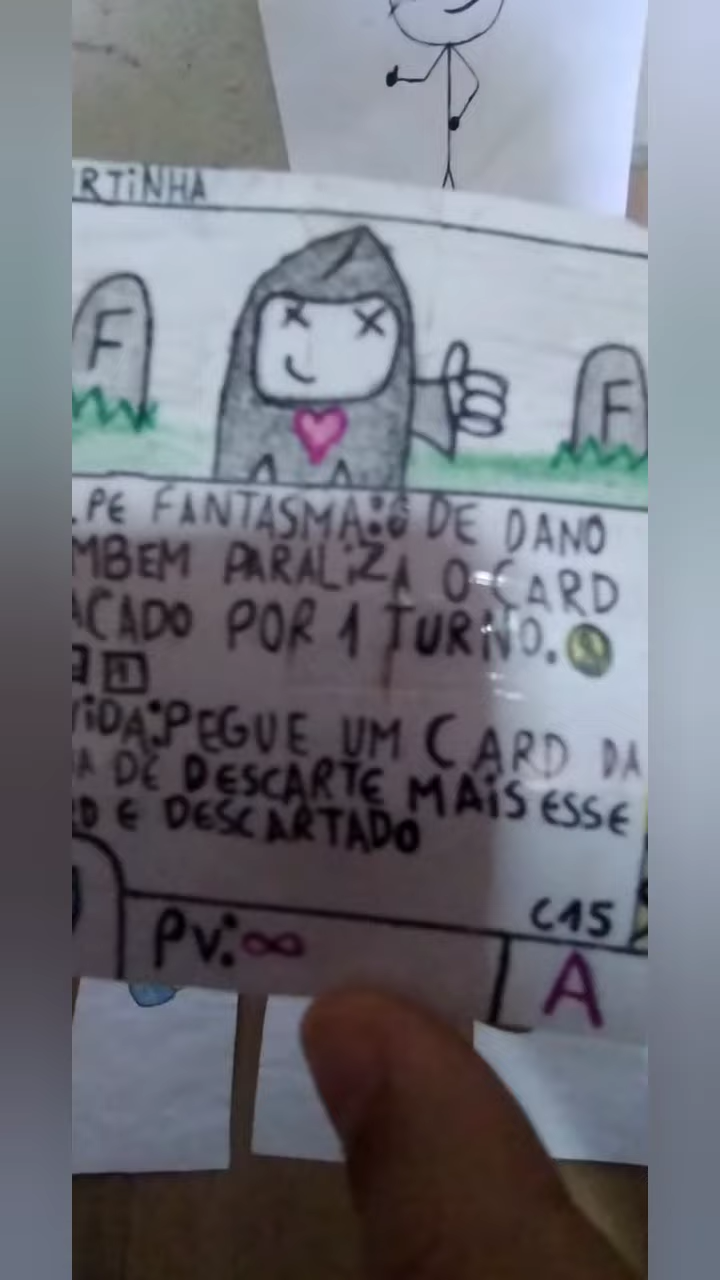 RTiNHA
F
F
PE FANTASMA:6 DE DANO
MBEM PARALiZA O CARD
ACADO POR 1 TURNO.
1
ViDA:PEGUE UM CARD DA
A DE DESCARTE MAiS ESSE
D E DESCARTADO
C15
PV:∞
A